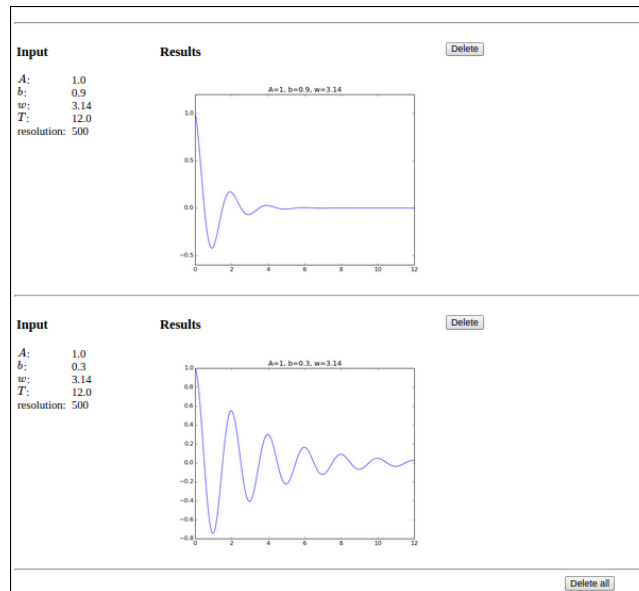 Input
Results
Delete
A: 1.0
b: 0.9
w: 3.14
T: 12.0
resolution: 500
A=1, b=0.9, w=3.14
1.0
0.5
0.0
−0.5
0 2 4 6 8 10 12
Input
Results
Delete
A: 1.0
b: 0.3
w: 3.14
T: 12.0
resolution: 500
A=1, b=0.3, w=3.14
1.0
0.8
0.6
0.4
0.2
0.0
−0.2
−0.4
−0.6
−0.8
0 2 4 6 8 10 12
Delete all